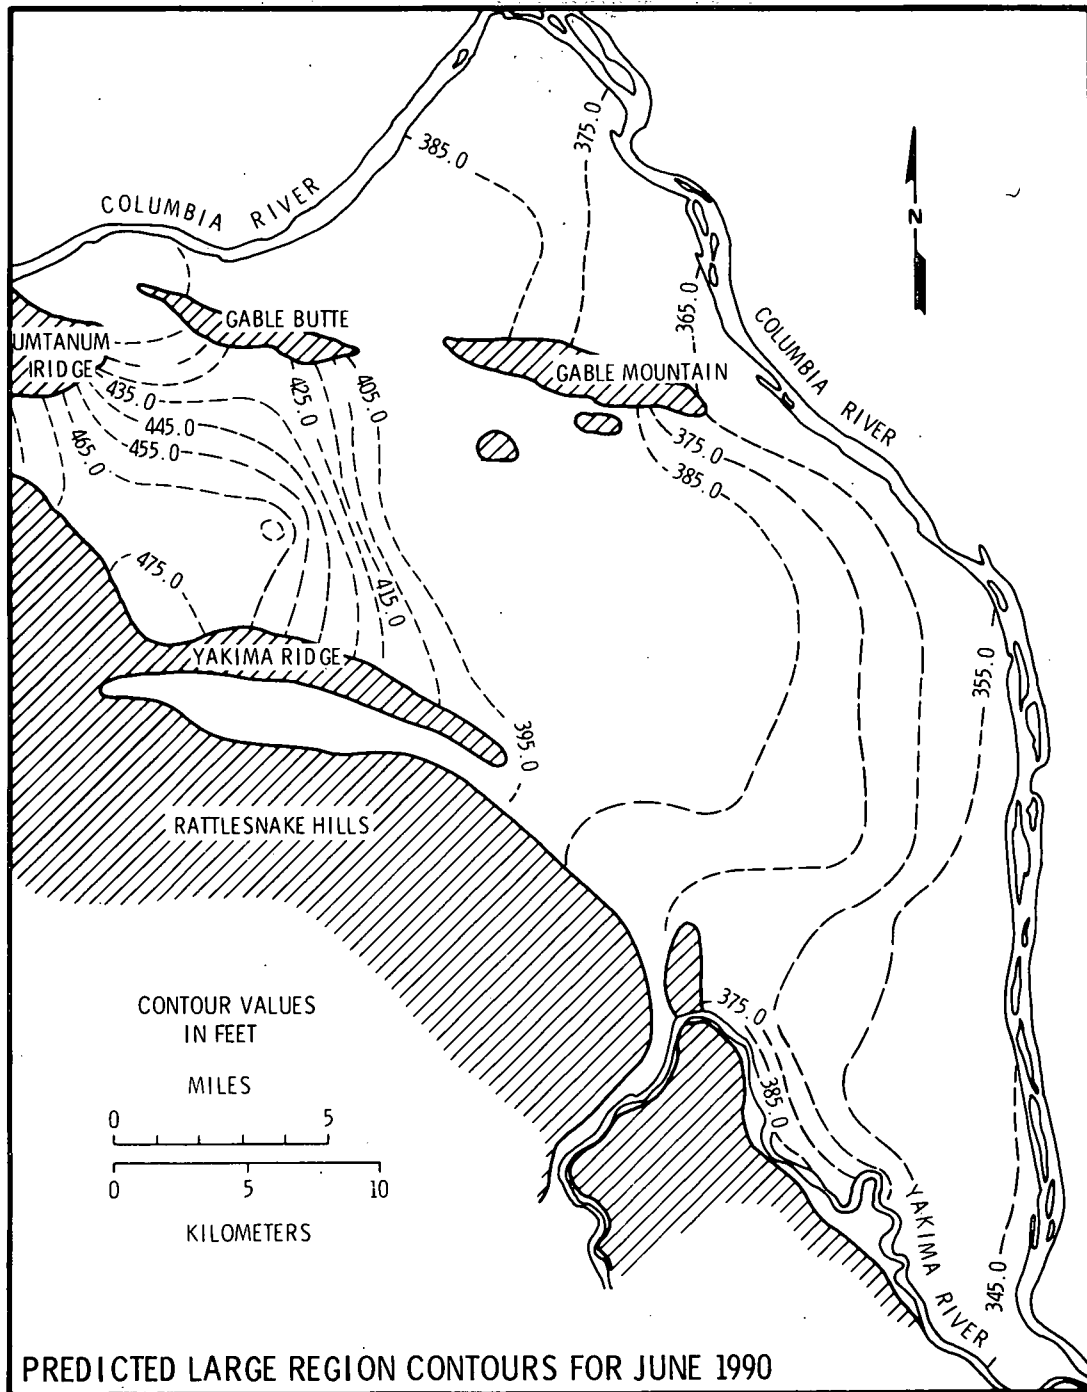 385.0
375.0
COLUMBIA RIVER
N
365.0
COLUMBIA RIVER
GABLE BUTTE
UMTANUM
RIDGE
GABLE MOUNTAIN
435.0
425.0
405.0
445.0
455.0
465.0
375.0
385.0
475.0
415.0
YAKIMA RIDGE
355.0
395.0
RATTLESNAKE HILLS
CONTOUR VALUES
IN FEET
MILES
0 5
0 5 10
KILOMETERS
375.0
385.0
YAKIMA RIVER
345.0
PREDICTED LARGE REGION CONTOURS FOR JUNE 1990